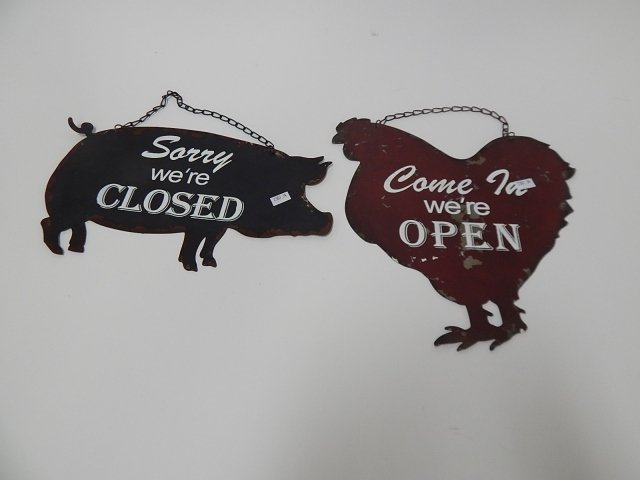 Sorry
we're
CLOSED
Come In
we're
OPEN